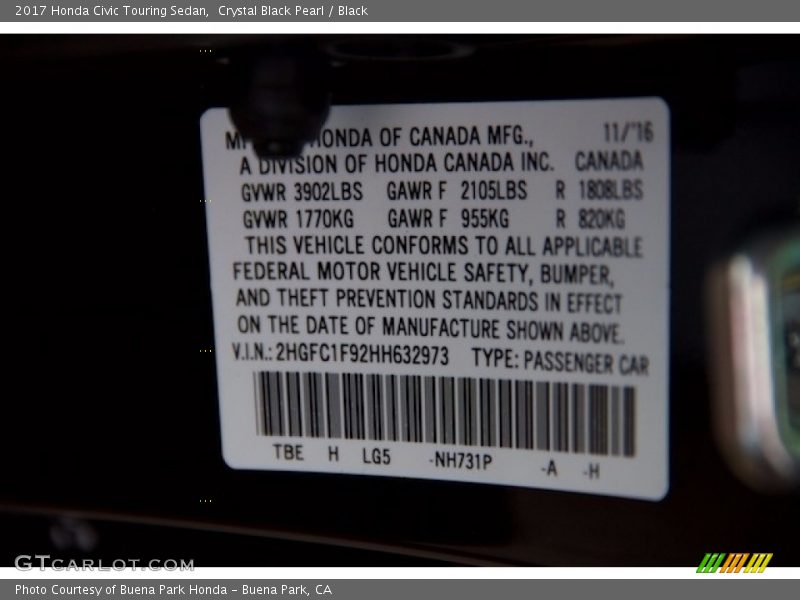 2017 Honda Civic Touring Sedan, Crystal Black Pearl / Black
HONDA OF CANADA MFG., 11/'16
A DIVISION OF HONDA CANADA INC. CANADA
GVWR 3902LBS GAWR F 2105LBS R 1808LBS
GVWR 1770KG GAWR F 955KG R 820KG
THIS VEHICLE CONFORMS TO ALL APPLICABLE
FEDERAL MOTOR VEHICLE SAFETY, BUMPER,
AND THEFT PREVENTION STANDARDS IN EFFECT
ON THE DATE OF MANUFACTURE SHOWN ABOVE.
V.I.N.: 2HGFC1F92HH632973 TYPE: PASSENGER CAR
TBE H LG5 -NH731P -A -H
GTCARLOT.COM
Photo Courtesy of Buena Park Honda - Buena Park, CA